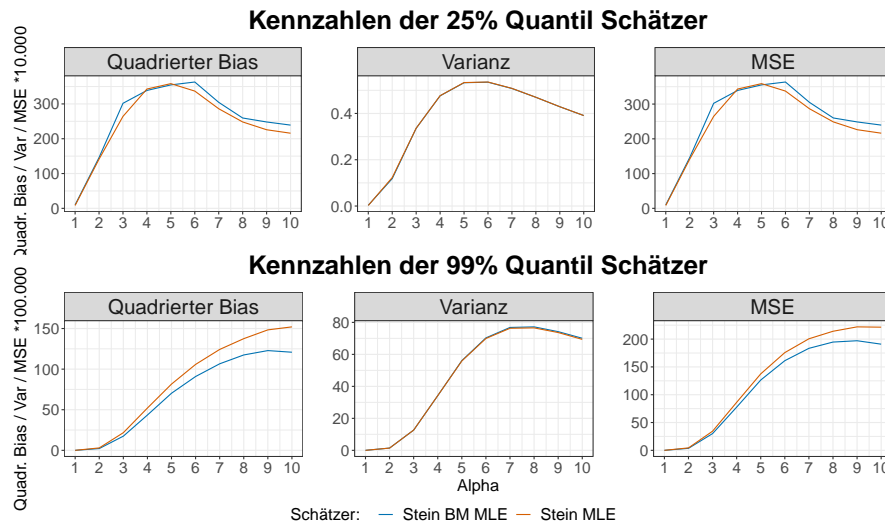 Kennzahlen der 25% Quantil Schätzer
Quadr. Bias / Var / MSE *10.000
Quadrierter Bias
Varianz
MSE
300
200
100
0
1 2 3 4 5 6 7 8 9 10
0.4
0.2
0.0
1 2 3 4 5 6 7 8 9 10
300
200
100
0
1 2 3 4 5 6 7 8 9 10
Kennzahlen der 99% Quantil Schätzer
Quadr. Bias / Var / MSE *100.000
Quadrierter Bias
Varianz
MSE
150
100
50
0
1 2 3 4 5 6 7 8 9 10
80
60
40
20
0
1 2 3 4 5 6 7 8 9 10
200
150
100
50
0
1 2 3 4 5 6 7 8 9 10
Alpha
Schätzer: Stein BM MLE Stein MLE